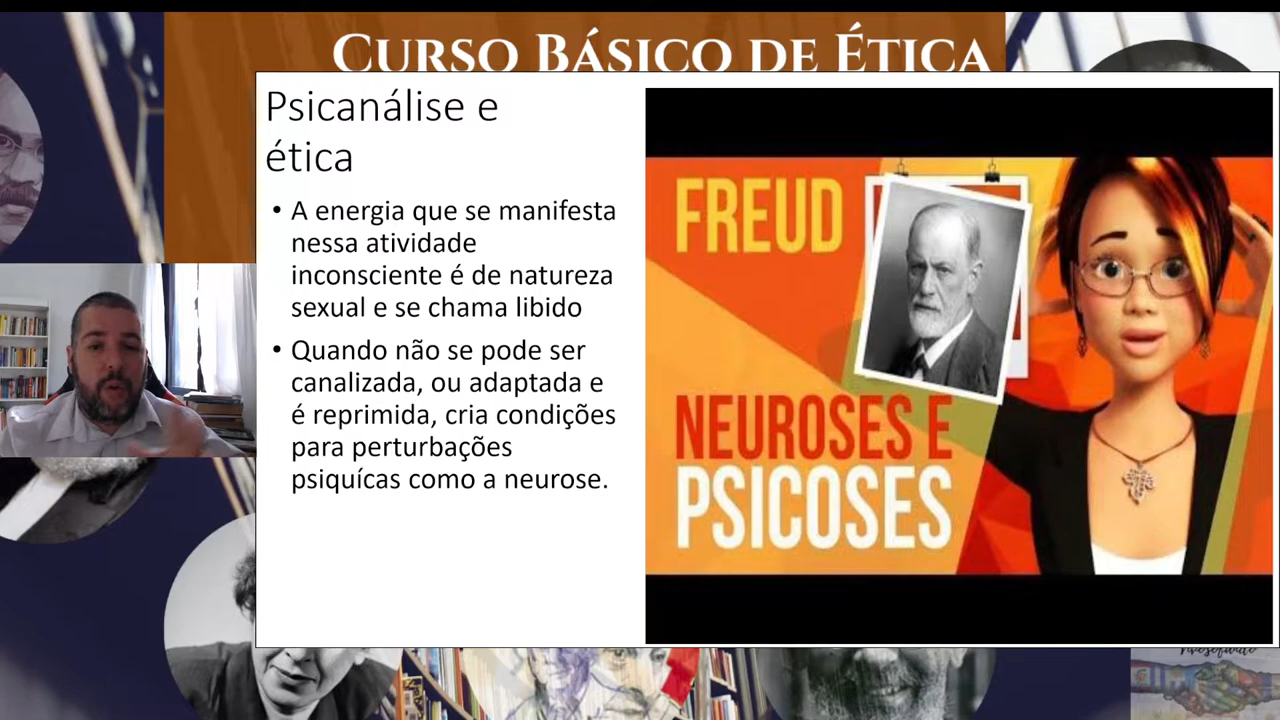 CURSO BÁSICO DE ÉTICA
Psicanálise e
ética
• A energia que se manifesta
nessa atividade
inconsciente é de natureza
sexual e se chama libido
• Quando não se pode ser
canalizada, ou adaptada e
é reprimida, cria condições
para perturbações
psiquícas como a neurose.
FREUD
NEUROSES E
PSICOSES